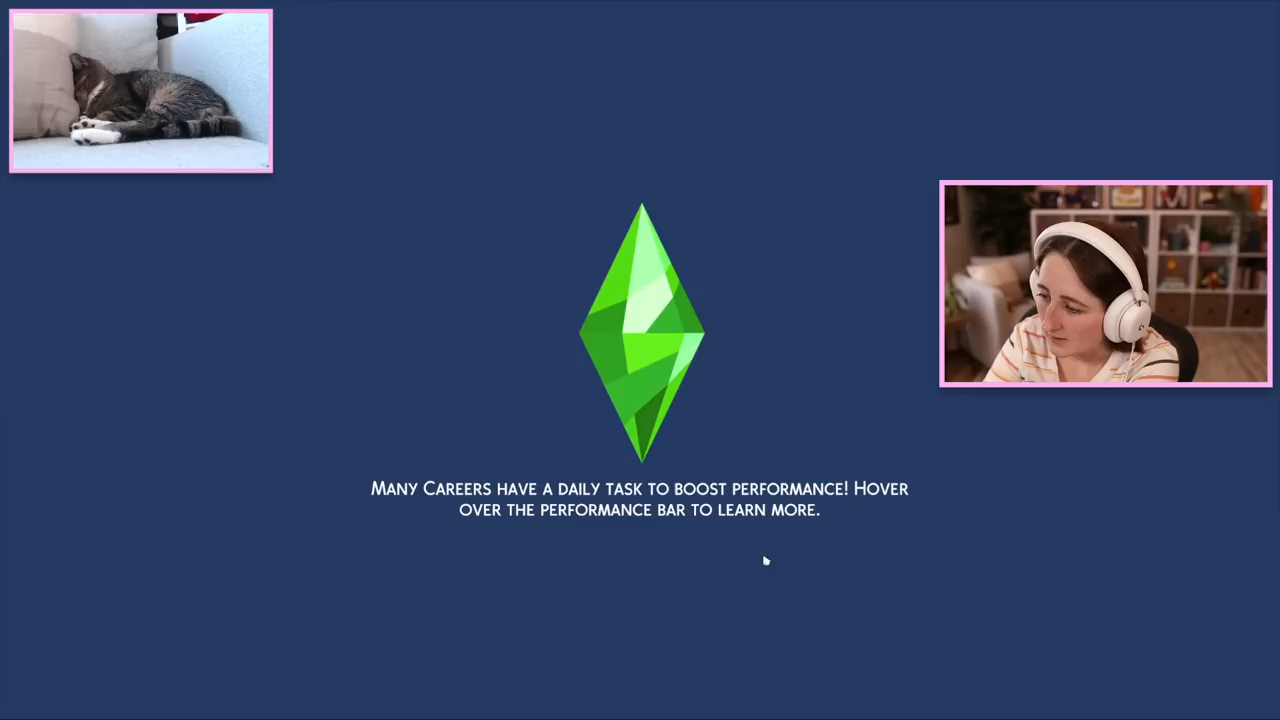 Many Careers have a daily task to boost performance! Hover
over the performance bar to learn more.